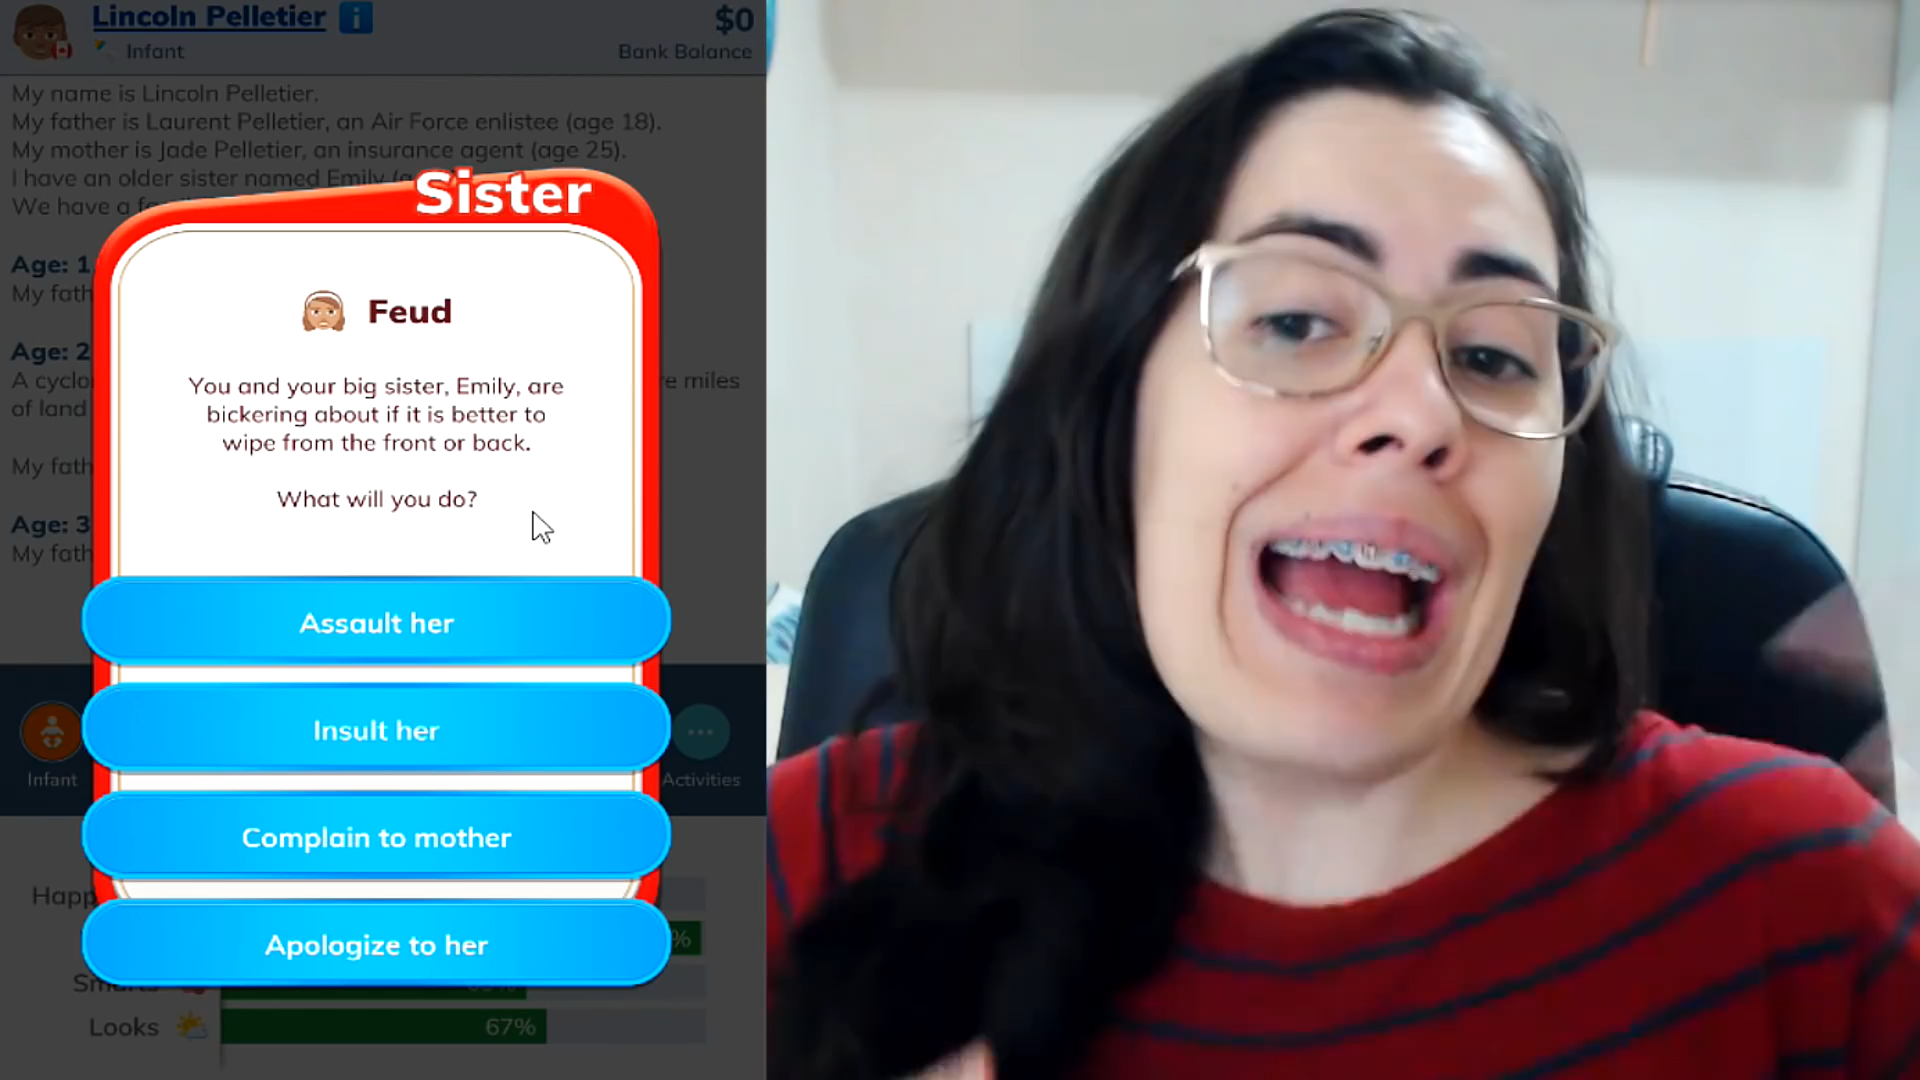 Lincoln Pelletier
$0
Infant
Bank Balance
My name is Lincoln Pelletier.
My father is Laurent Pelletier, an Air Force enlistee (age 18).
My mother is Jade Pelletier, an insurance agent (age 25).
I have an older sister named Emily
We have a
Sister
Age: 1
My fath
Age: 2
A cyclo
re miles
of land
My fath
Age: 3
My fath
Feud
You and your big sister, Emily, are
bickering about if it is better to
wipe from the front or back.
What will you do?
Assault her
Insult her
Complain to mother
Apologize to her
Infant
Activities
Happ
%
Smarts
Looks
67%